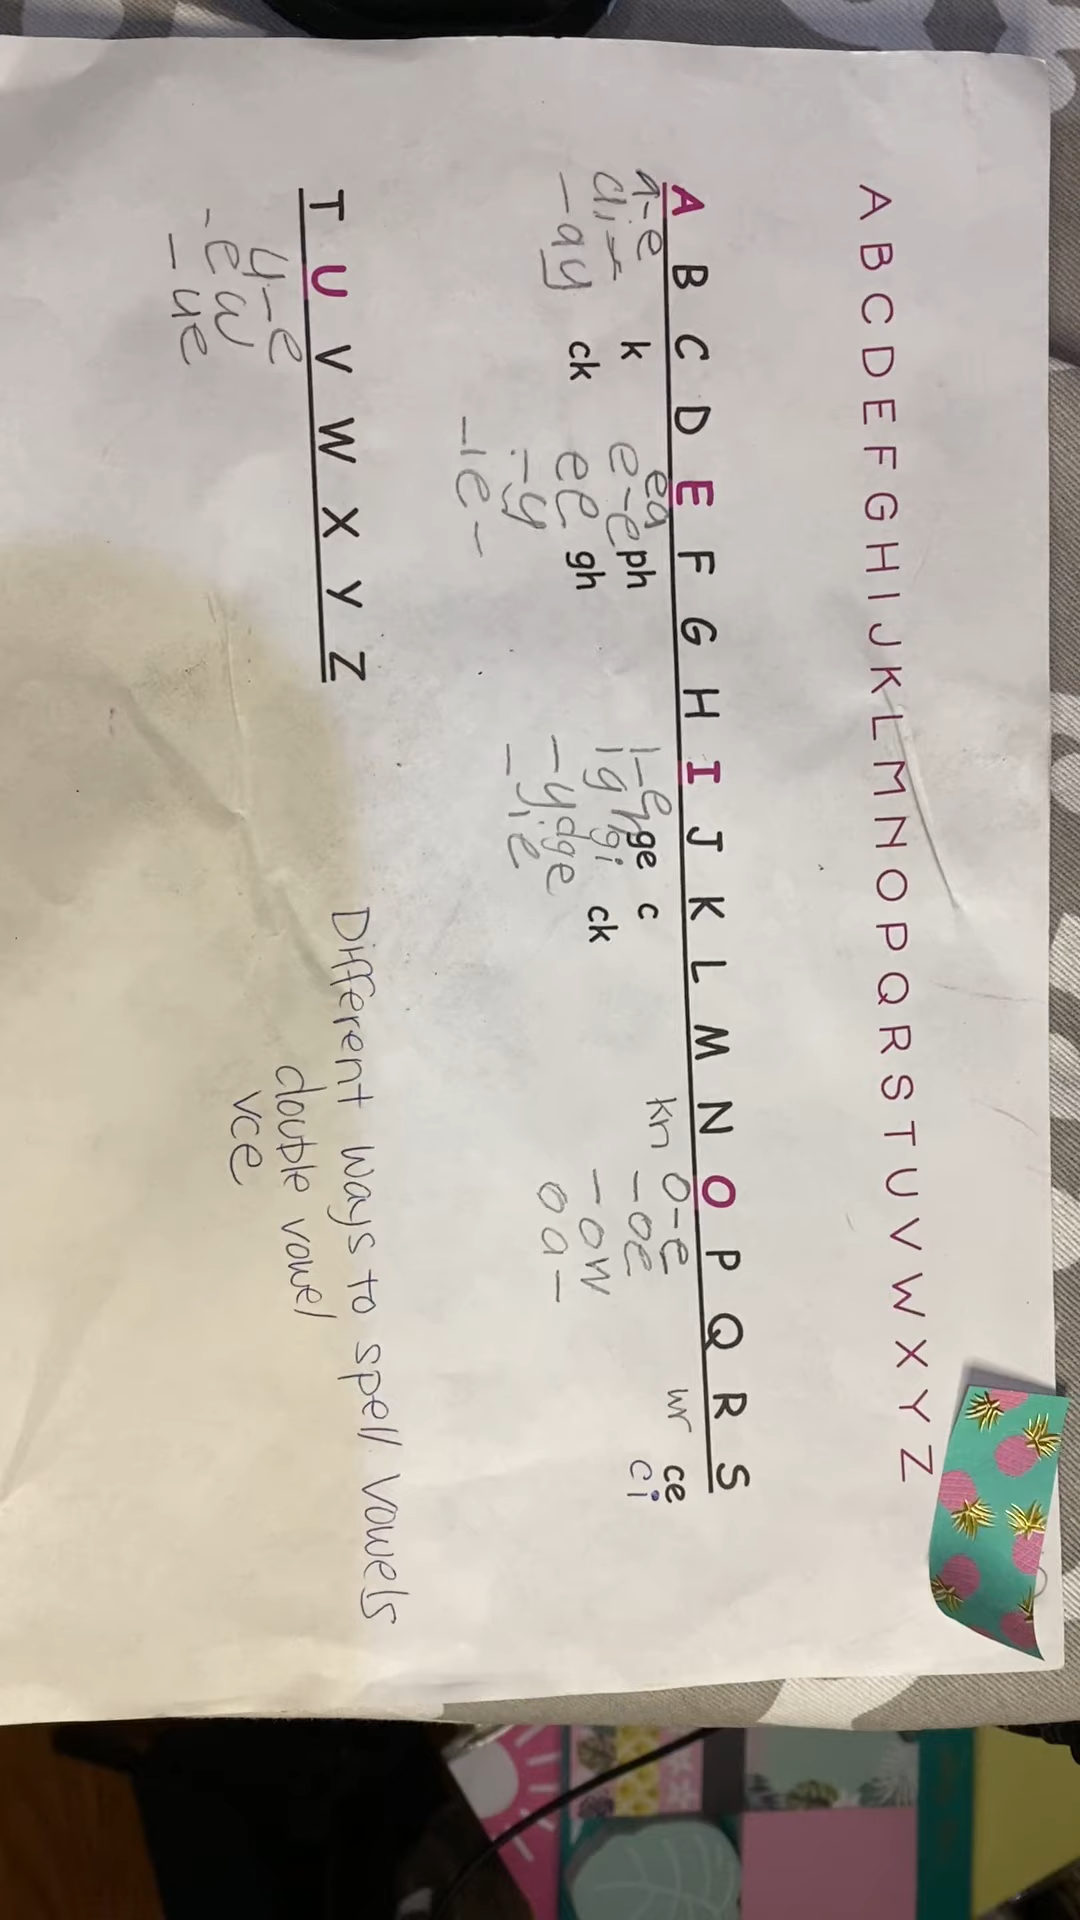 A B C D E F G H I J K L M N O P Q R S T U V W X Y Z
A B C D E F G H I J K L M N O P Q R S
a-e k ea ph i-e ge c kn o-e wr ce
ai- ck e-e gh igh gi ck -oe ci
-ay ee -y dge -ow
-y -ie oa-
-ie-
T U V W X Y Z
u-e
-ew
-ue
Different ways to spell vowels
double vowel
vce